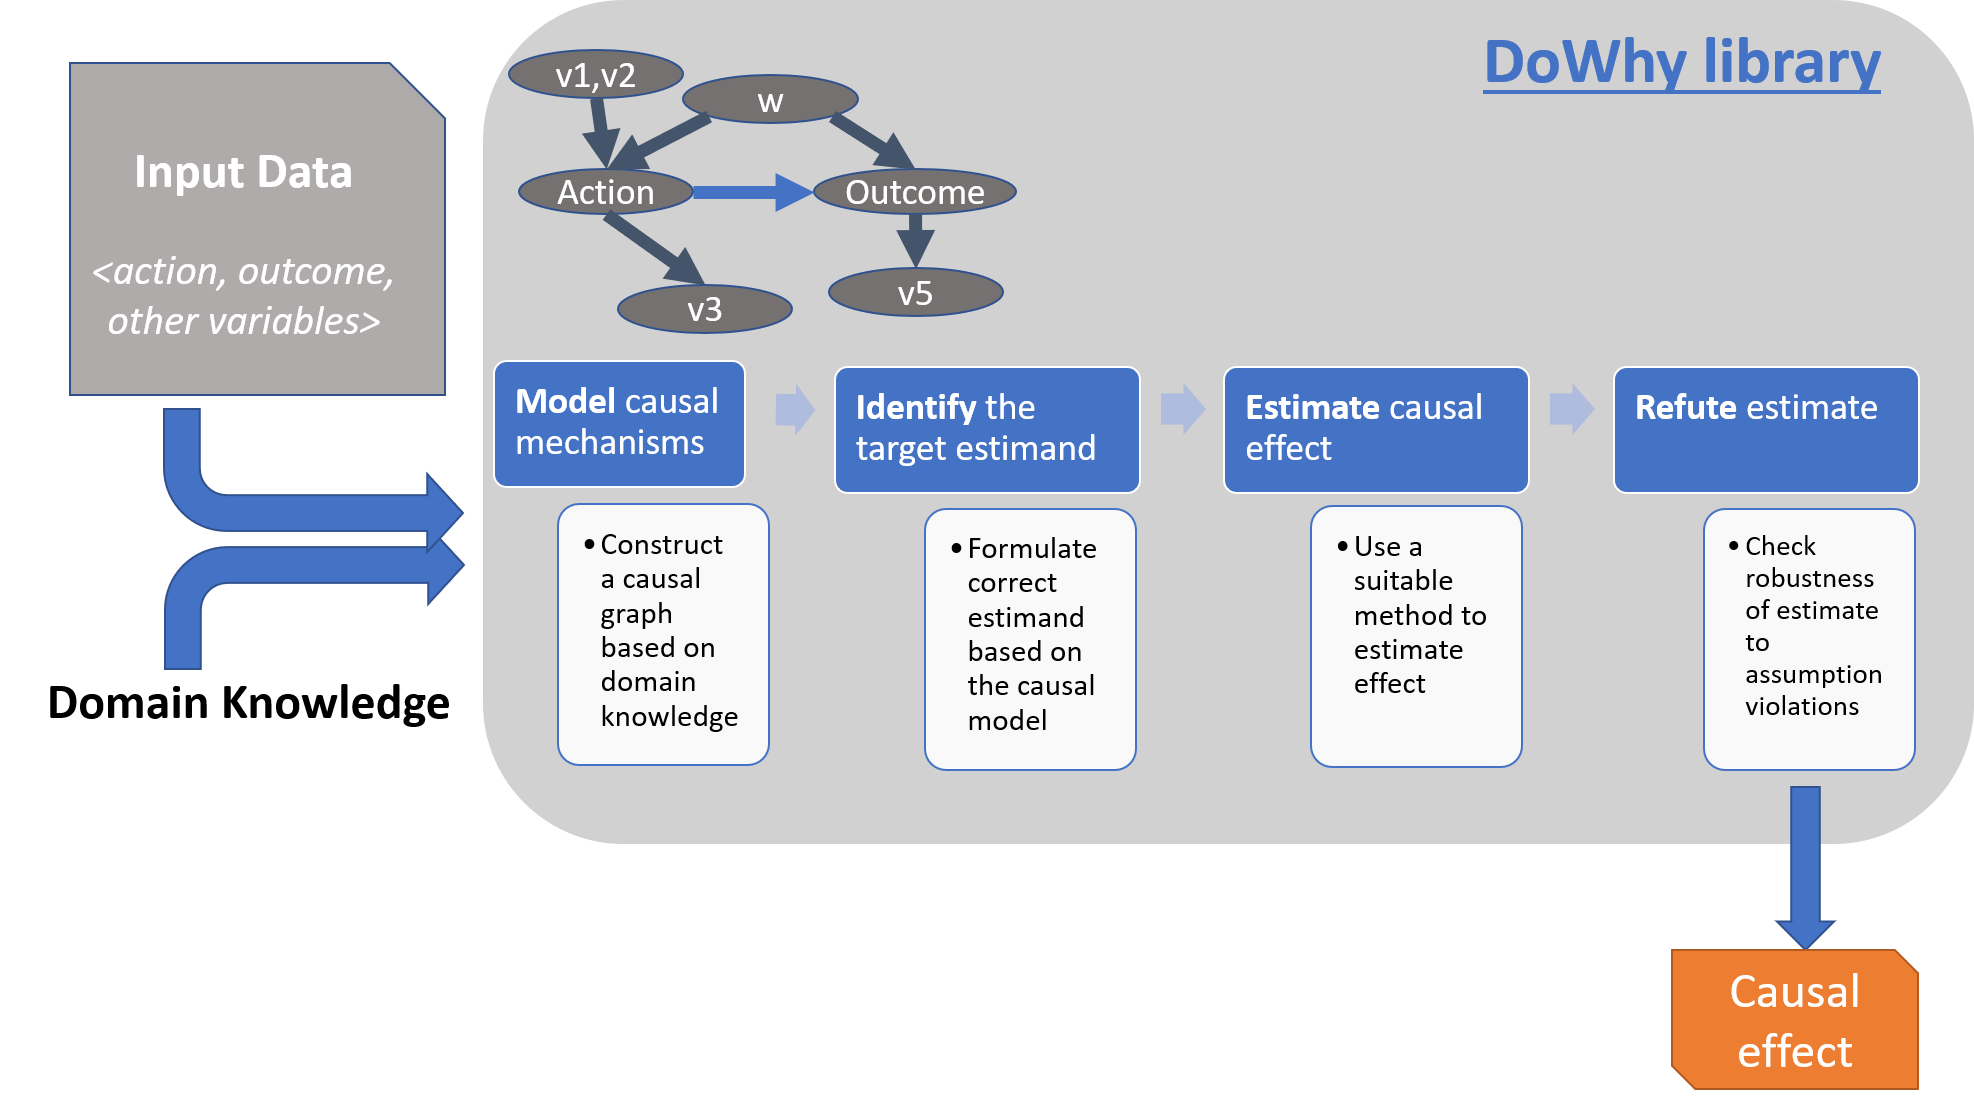 DoWhy library
Input Data
<action, outcome,
other variables>
v1,v2
w
Action
Outcome
v3
v5
Model causal
mechanisms
Identify the
target estimand
Estimate causal
effect
Refute estimate
•Construct
a causal
graph
based on
domain
knowledge
•Formulate
correct
estimand
based on
the causal
model
•Use a
suitable
method to
estimate
effect
•Check
robustness
of estimate
to
assumption
violations
Domain Knowledge
Causal
effect